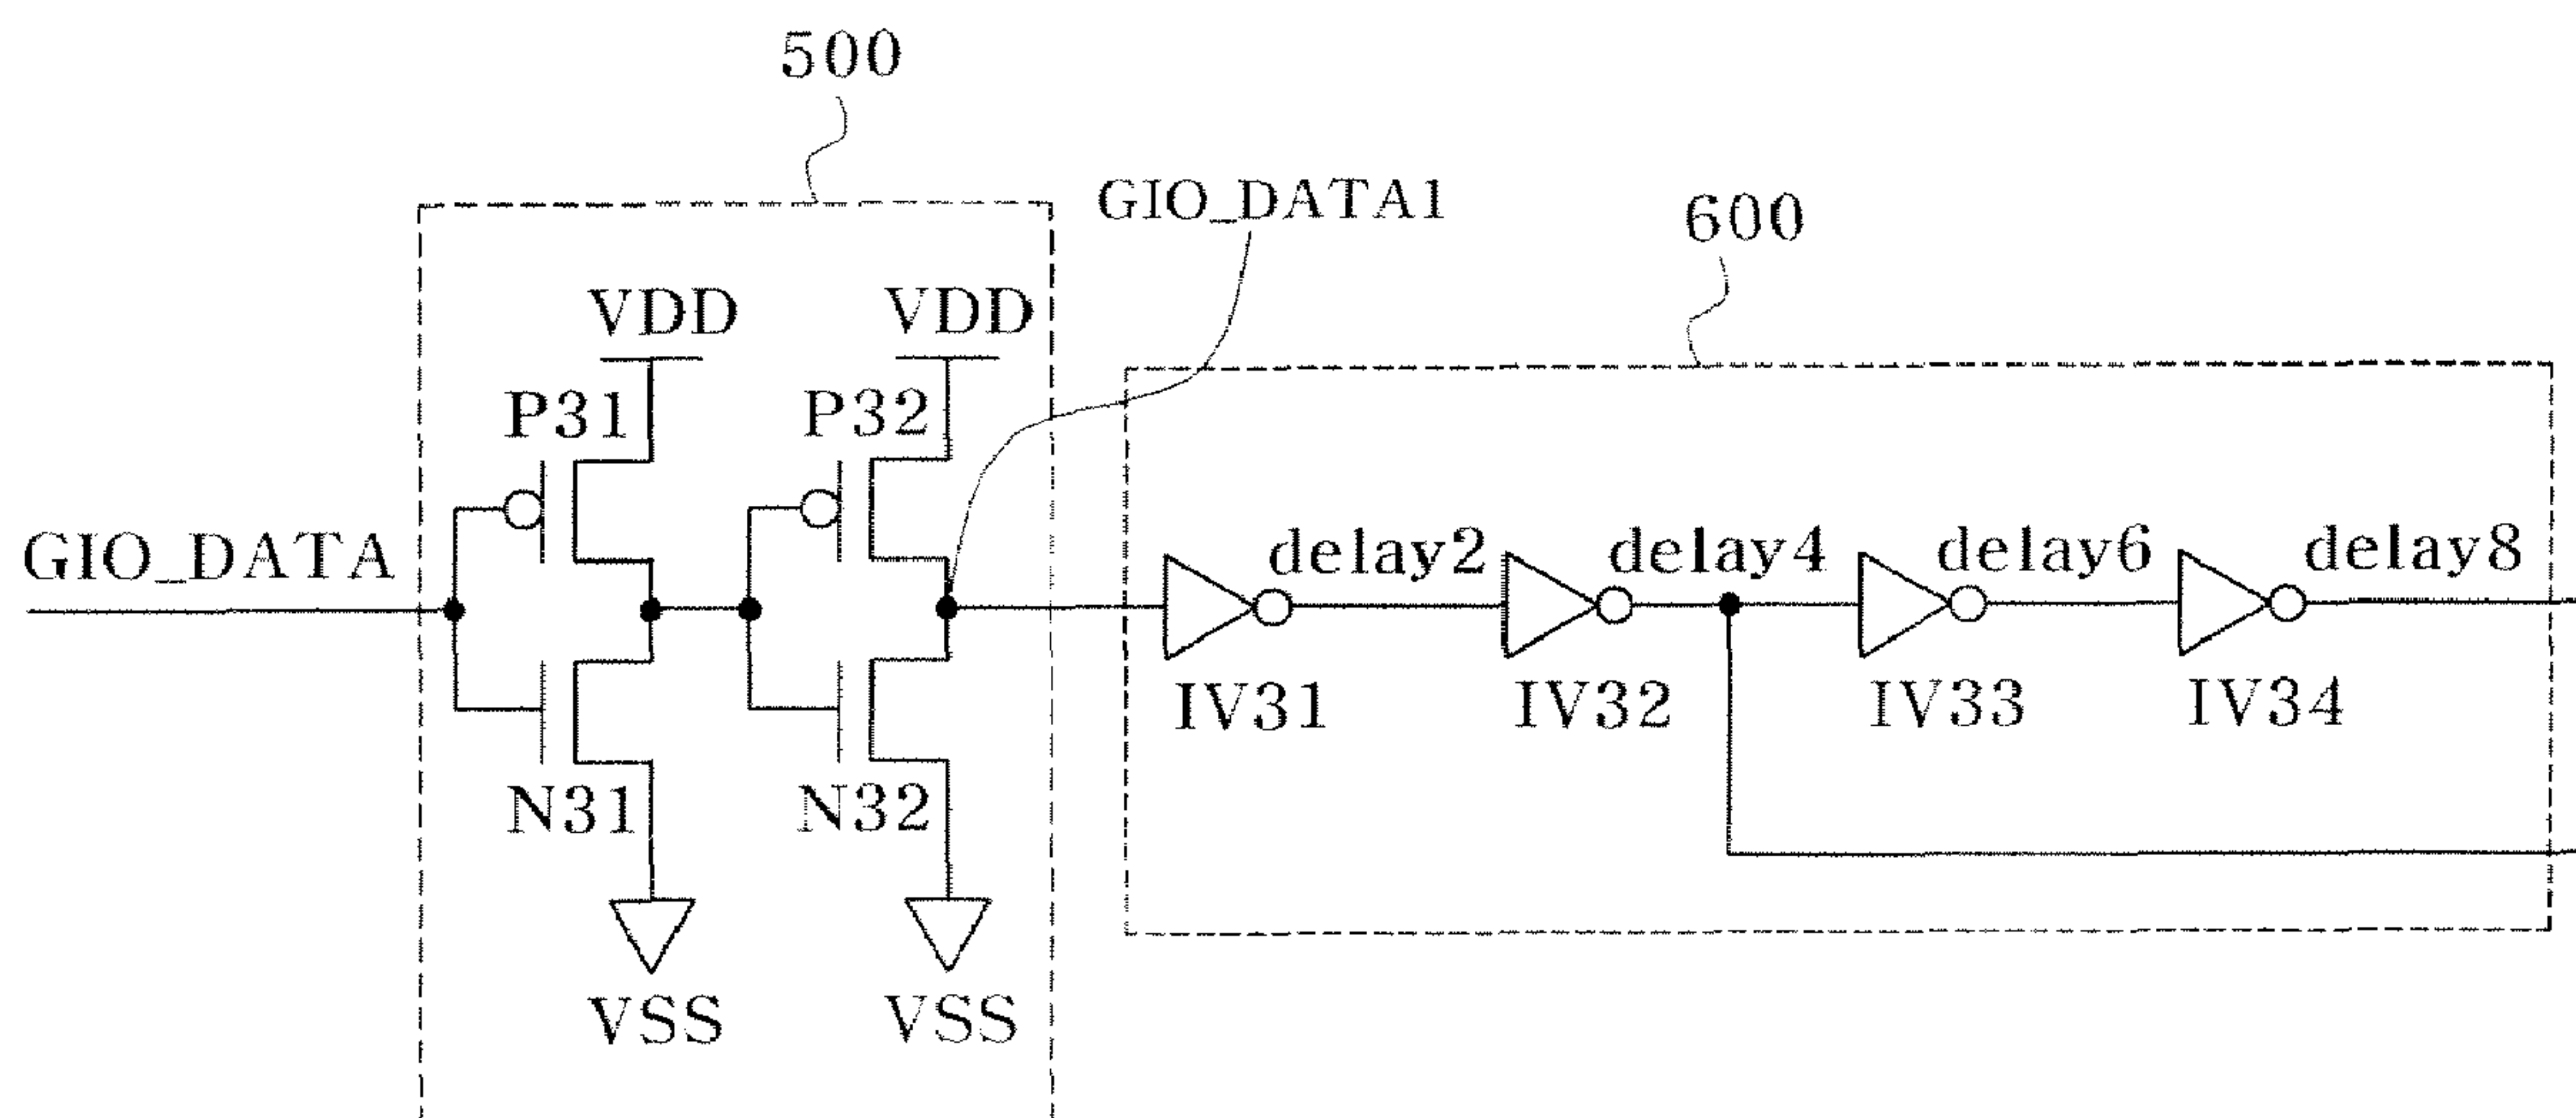 500
GIO_DATA1
600
VDD VDD
P31 P32
GIO_DATA
delay2 delay4 delay6 delay8
IV31 IV32 IV33 IV34
N31 N32
VSS VSS